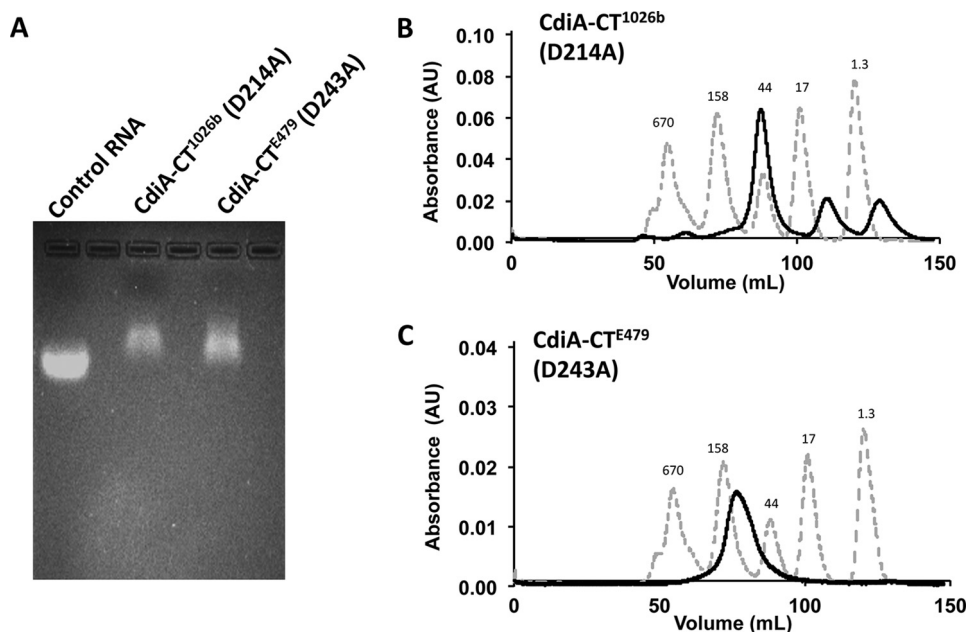 A
Control RNA
CdiA-CT1026b (D214A)
CdiA-CTE479 (D243A)
B
CdiA-CT1026b
(D214A)
Absorbance (AU)
0.10
0.08
0.06
0.04
0.02
0.00
670
158
44
17
1.3
0
50
100
150
Volume (mL)
C
CdiA-CTE479
(D243A)
Absorbance (AU)
0.04
0.03
0.02
0.01
0.00
670
158
44
17
1.3
0
50
100
150
Volume (mL)